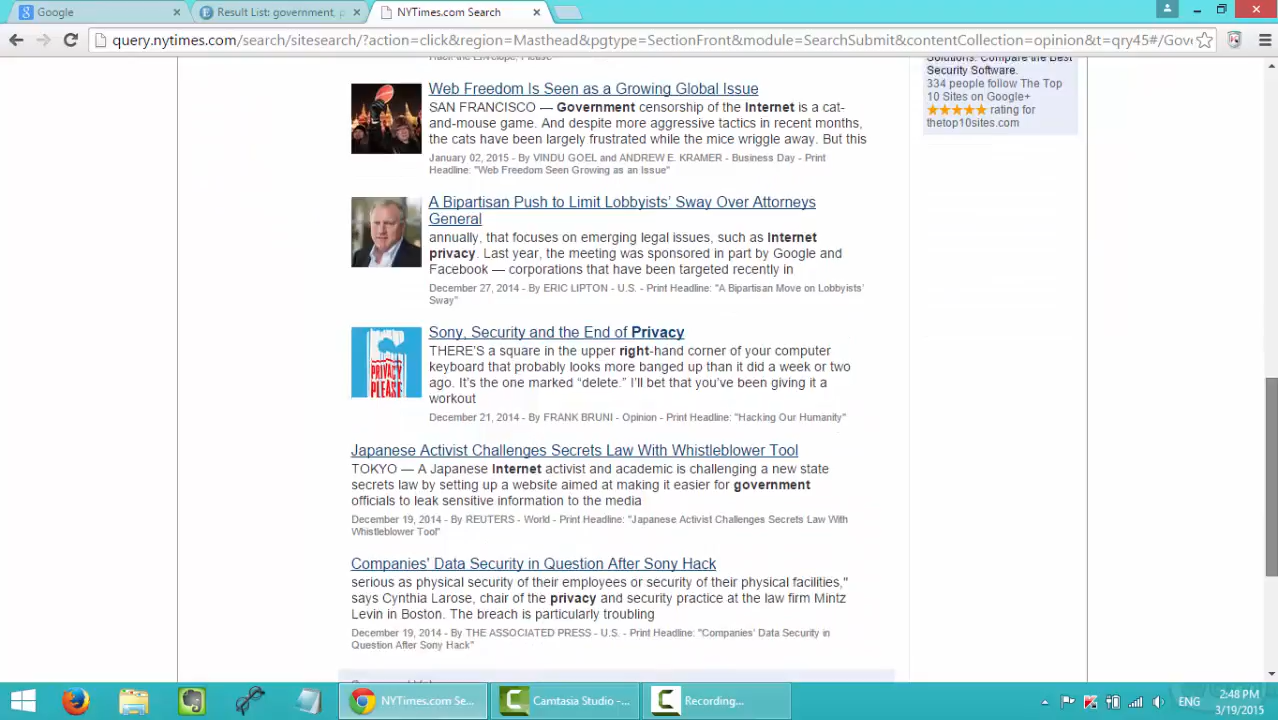 Google
Result List: government, p
NYTimes.com Search
query.nytimes.com/search/sitesearch/?action=click&region=Masthead&pgtype=SectionFront&module=SearchSubmit&contentCollection=opinion&t=qry45#/Gov
Solutions. Compare the Best
Security Software.
334 people follow The Top
10 Sites on Google+
rating for
thetop10sites.com
Hack the Envelope, Please
Web Freedom Is Seen as a Growing Global Issue
SAN FRANCISCO — Government censorship of the Internet is a cat-
and-mouse game. And despite more aggressive tactics in recent months,
the cats have been largely frustrated while the mice wriggle away. But this
January 02, 2015 - By VINDU GOEL and ANDREW E. KRAMER - Business Day - Print
Headline: "Web Freedom Seen Growing as an Issue"
A Bipartisan Push to Limit Lobbyists’ Sway Over Attorneys
General
annually, that focuses on emerging legal issues, such as Internet
privacy. Last year, the meeting was sponsored in part by Google and
Facebook — corporations that have been targeted recently in
December 27, 2014 - By ERIC LIPTON - U.S. - Print Headline: "A Bipartisan Move on Lobbyists’
Sway"
PRIVACY
PLEASE
Sony, Security and the End of Privacy
THERE’S a square in the upper right-hand corner of your computer
keyboard that probably looks more banged up than it did a week or two
ago. It’s the one marked “delete.” I’ll bet that you’ve been giving it a
workout
December 21, 2014 - By FRANK BRUNI - Opinion - Print Headline: "Hacking Our Humanity"
Japanese Activist Challenges Secrets Law With Whistleblower Tool
TOKYO — A Japanese Internet activist and academic is challenging a new state
secrets law by setting up a website aimed at making it easier for government
officials to leak sensitive information to the media
December 19, 2014 - By REUTERS - World - Print Headline: "Japanese Activist Challenges Secrets Law With
Whistleblower Tool"
Companies' Data Security in Question After Sony Hack
serious as physical security of their employees or security of their physical facilities,"
says Cynthia Larose, chair of the privacy and security practice at the law firm Mintz
Levin in Boston. The breach is particularly troubling
December 19, 2014 - By THE ASSOCIATED PRESS - U.S. - Print Headline: "Companies' Data Security in
Question After Sony Hack"
NYTimes.com Se...
Camtasia Studio -...
Recording...
ENG
2:48 PM
3/19/2015